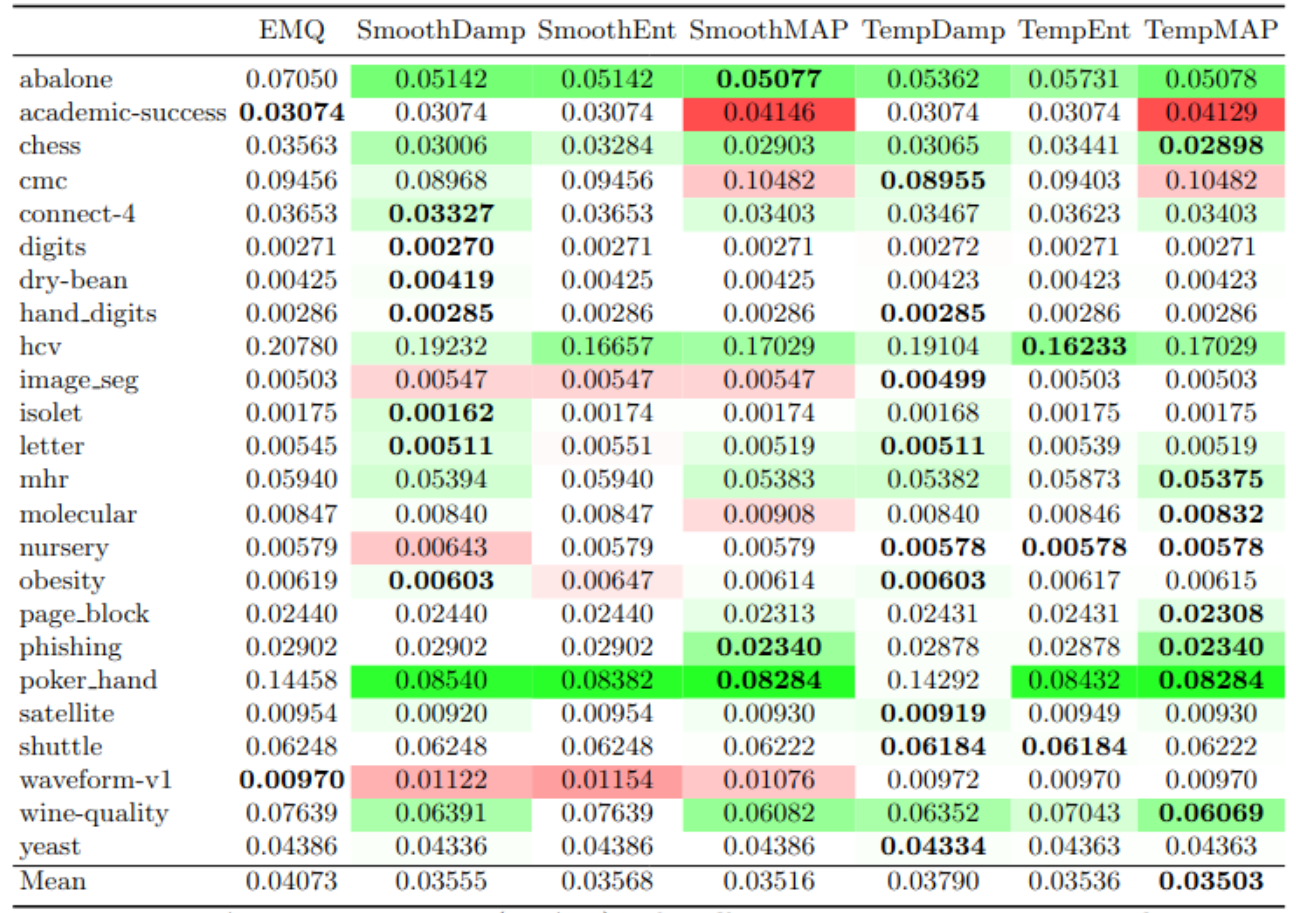 EMQ SmoothDamp SmoothEnt SmoothMAP TempDamp TempEnt TempMAP
abalone 0.07050 0.05142 0.05142 0.05077 0.05362 0.05731 0.05078
academic-success 0.03074 0.03074 0.03074 0.04146 0.03074 0.03074 0.04129
chess 0.03563 0.03006 0.03284 0.02903 0.03065 0.03441 0.02898
cmc 0.09456 0.08968 0.09456 0.10482 0.08955 0.09403 0.10482
connect-4 0.03653 0.03327 0.03653 0.03403 0.03467 0.03623 0.03403
digits 0.00271 0.00270 0.00271 0.00271 0.00272 0.00271 0.00271
dry-bean 0.00425 0.00419 0.00425 0.00425 0.00423 0.00423 0.00423
hand_digits 0.00286 0.00285 0.00286 0.00286 0.00285 0.00286 0.00286
hcv 0.20780 0.19232 0.16657 0.17029 0.19104 0.16233 0.17029
image_seg 0.00503 0.00547 0.00547 0.00547 0.00499 0.00503 0.00503
isolet 0.00175 0.00162 0.00174 0.00174 0.00168 0.00175 0.00175
letter 0.00545 0.00511 0.00551 0.00519 0.00511 0.00539 0.00519
mhr 0.05940 0.05394 0.05940 0.05383 0.05382 0.05873 0.05375
molecular 0.00847 0.00840 0.00847 0.00908 0.00840 0.00846 0.00832
nursery 0.00579 0.00643 0.00579 0.00579 0.00578 0.00578 0.00578
obesity 0.00619 0.00603 0.00647 0.00614 0.00603 0.00617 0.00615
page_block 0.02440 0.02440 0.02440 0.02313 0.02431 0.02431 0.02308
phishing 0.02902 0.02902 0.02902 0.02340 0.02878 0.02878 0.02340
poker_hand 0.14458 0.08540 0.08382 0.08284 0.14292 0.08432 0.08284
satellite 0.00954 0.00920 0.00954 0.00930 0.00919 0.00949 0.00930
shuttle 0.06248 0.06248 0.06248 0.06222 0.06184 0.06184 0.06222
waveform-v1 0.00970 0.01122 0.01154 0.01076 0.00972 0.00970 0.00970
wine-quality 0.07639 0.06391 0.07639 0.06082 0.06352 0.07043 0.06069
yeast 0.04386 0.04336 0.04386 0.04386 0.04334 0.04363 0.04363
Mean 0.04073 0.03555 0.03568 0.03516 0.03790 0.03536 0.03503